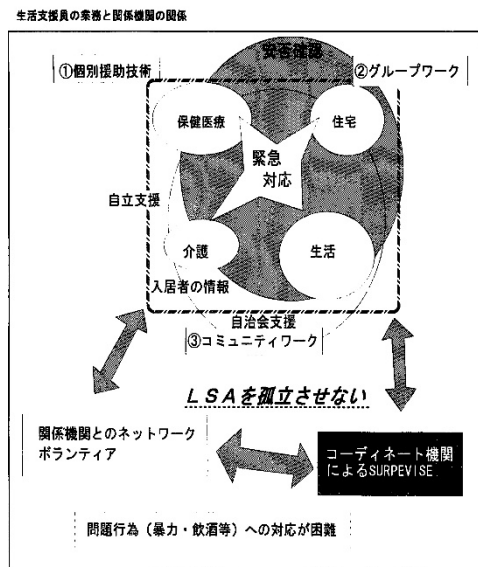 生活支援員の業務と関係機関の関係
安否確認
①個別援助技術
②グループワーク
保健医療
住宅
緊急
対応
自立支援
介護
生活
入居者の情報
自治会支援
③コミュニティワーク
LSAを孤立させない
関係機関とのネットワーク
ボランティア
コーディネート機関
によるSURPEVISE
問題行為（暴力・飲酒等）への対応が困難